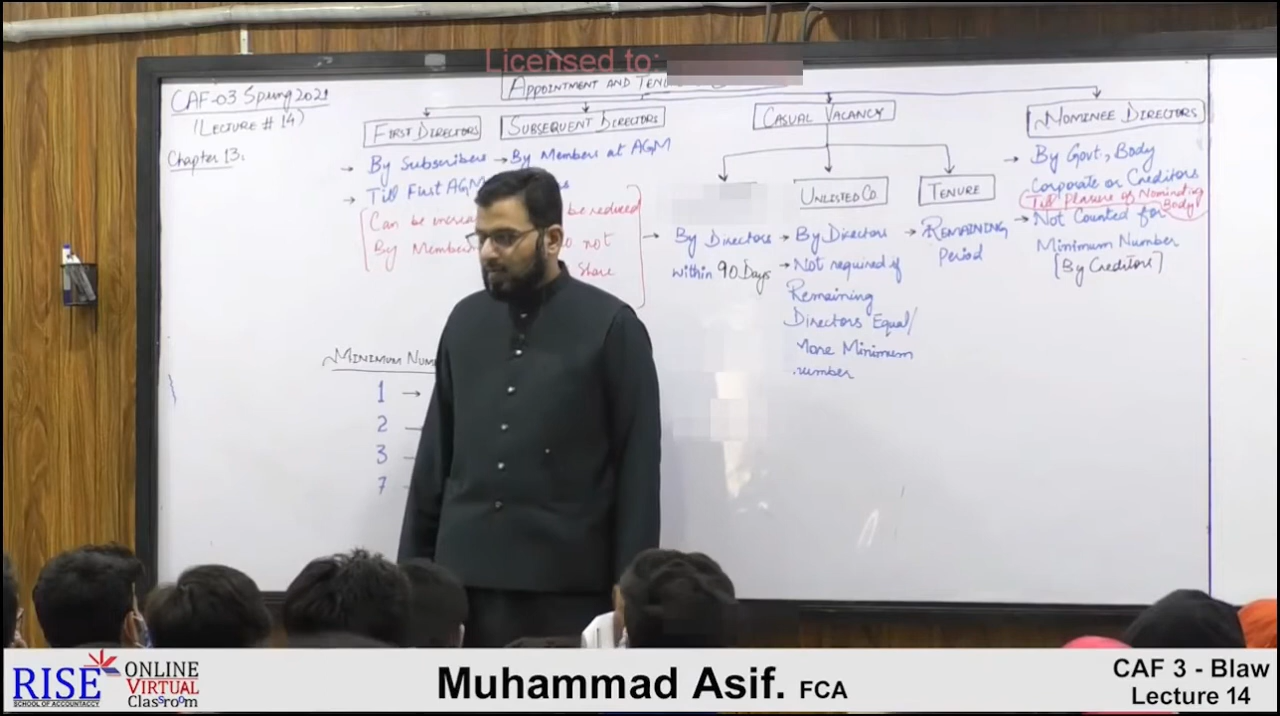 Licensed to:
CAF-03 Spring 2021
(LECTURE # 14)
Chapter 13.
APPOINTMENT AND
FIRST DIRECTORS
→ By Subscribers
→ Till First AGM
Can be
By
SUBSEQUENT DIRECTORS
→ By Members at AGM
be reduced
not
Share
MINIMUM
1 →
2
3
7
CASUAL VACANCY
→ By Directors
within 90 Days
UNLISTED CO.
→ By Directors
→ Not required if
Remaining
Directors Equal/
More Minimum
number
TENURE
→ REMAINING
Period
NOMINEE DIRECTORS
→ By Govt., Body
Corporate or Creditors
Till Pleasure of Nominating
Body
→ Not Counted for
Minimum Number
[By Creditors]
RISE
SCHOOL OF ACCOUNTACCY
ONLINE
VIRTUAL
Classroom
Muhammad Asif. FCA
CAF 3 - Blaw
Lecture 14